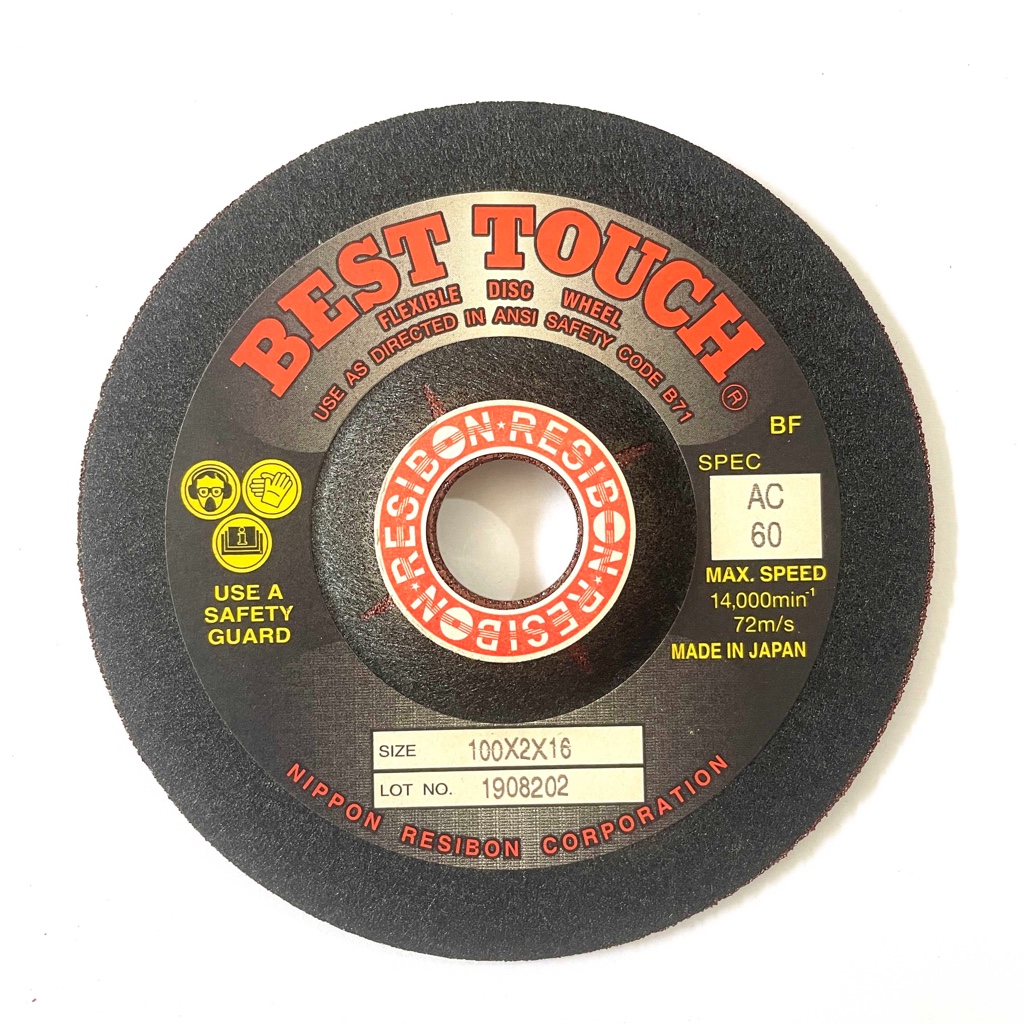 BEST TOUCH ®
FLEXIBLE DISC WHEEL
USE AS DIRECTED IN ANSI SAFETY CODE B71
BF
SPEC
AC
60
MAX. SPEED
14,000min⁻¹
72m/s
MADE IN JAPAN
RESIBON★RESIBON★RESIBON★RESIBON
i
USE A
SAFETY
GUARD
SIZE 100X2X16
LOT NO. 1908202
NIPPON RESIBON CORPORATION